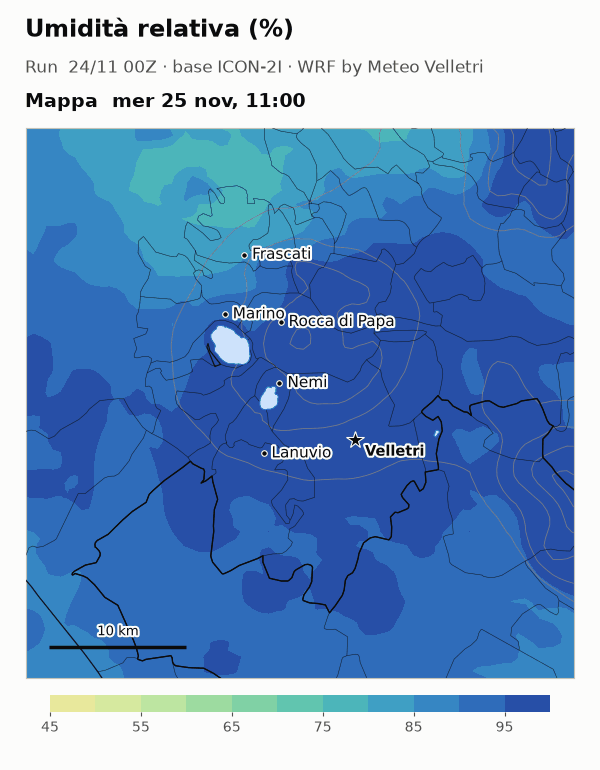 Umidità relativa (%)
Run  24/11 00Z · base ICON-2I · WRF by Meteo Velletri
Mappa  mer 25 nov, 11:00
Frascati
Marino
Rocca di Papa
Nemi
Velletri
Lanuvio
10 km
45 55 65 75 85 95